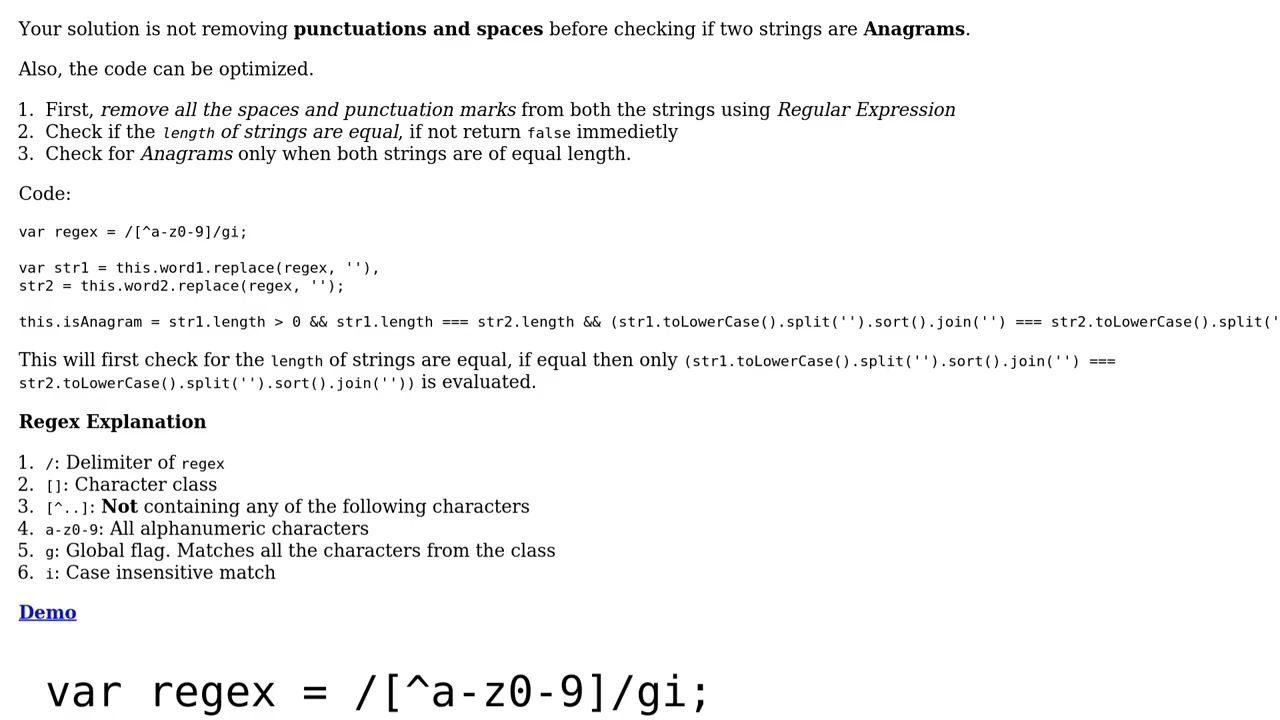 Your solution is not removing punctuations and spaces before checking if two strings are Anagrams.
Also, the code can be optimized.
1. First, remove all the spaces and punctuation marks from both the strings using Regular Expression
2. Check if the length of strings are equal, if not return false immedietly
3. Check for Anagrams only when both strings are of equal length.
Code:
var regex = /[^a-z0-9]/gi;
var str1 = this.word1.replace(regex, ''),
str2 = this.word2.replace(regex, '');
this.isAnagram = str1.length > 0 && str1.length === str2.length && (str1.toLowerCase().split('').sort().join('') === str2.toLowerCase().split('
This will first check for the length of strings are equal, if equal then only (str1.toLowerCase().split('').sort().join('') ===
str2.toLowerCase().split('').sort().join('')) is evaluated.
Regex Explanation
1. /: Delimiter of regex
2. []: Character class
3. [^..]: Not containing any of the following characters
4. a-z0-9: All alphanumeric characters
5. g: Global flag. Matches all the characters from the class
6. i: Case insensitive match
Demo
var regex = /[^a-z0-9]/gi;